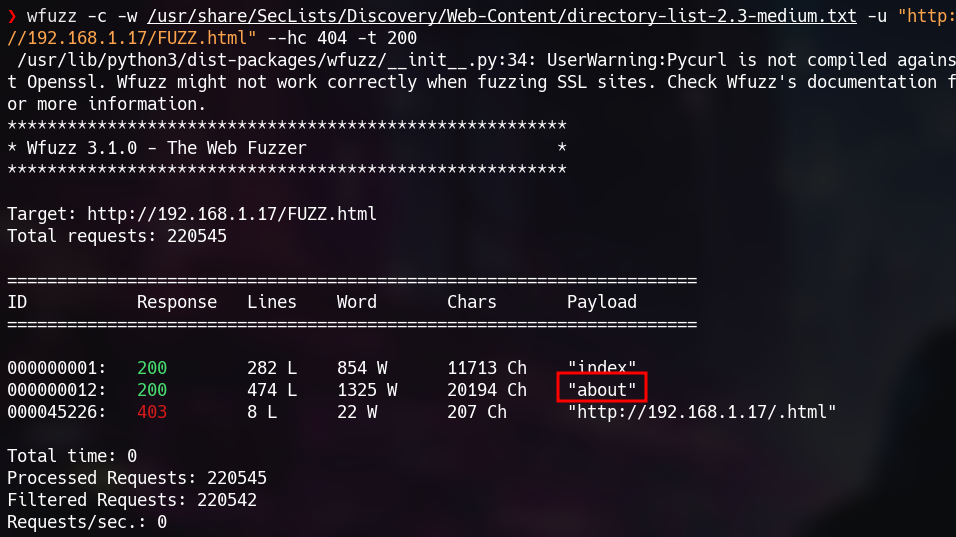 ❯ wfuzz -c -w /usr/share/SecLists/Discovery/Web-Content/directory-list-2.3-medium.txt -u "http:
//192.168.1.17/FUZZ.html" --hc 404 -t 200
 /usr/lib/python3/dist-packages/wfuzz/__init__.py:34: UserWarning:Pycurl is not compiled agains
t Openssl. Wfuzz might not work correctly when fuzzing SSL sites. Check Wfuzz's documentation f
or more information.
********************************************************
* Wfuzz 3.1.0 - The Web Fuzzer                         *
********************************************************
Target: http://192.168.1.17/FUZZ.html
Total requests: 220545
=====================================================================
ID           Response   Lines    Word       Chars       Payload
=====================================================================
000000001:   200        282 L    854 W      11713 Ch    "index"
000000012:   200        474 L    1325 W     20194 Ch    "about"
000045226:   403        8 L      22 W       207 Ch      "http://192.168.1.17/.html"
Total time: 0
Processed Requests: 220545
Filtered Requests: 220542
Requests/sec.: 0